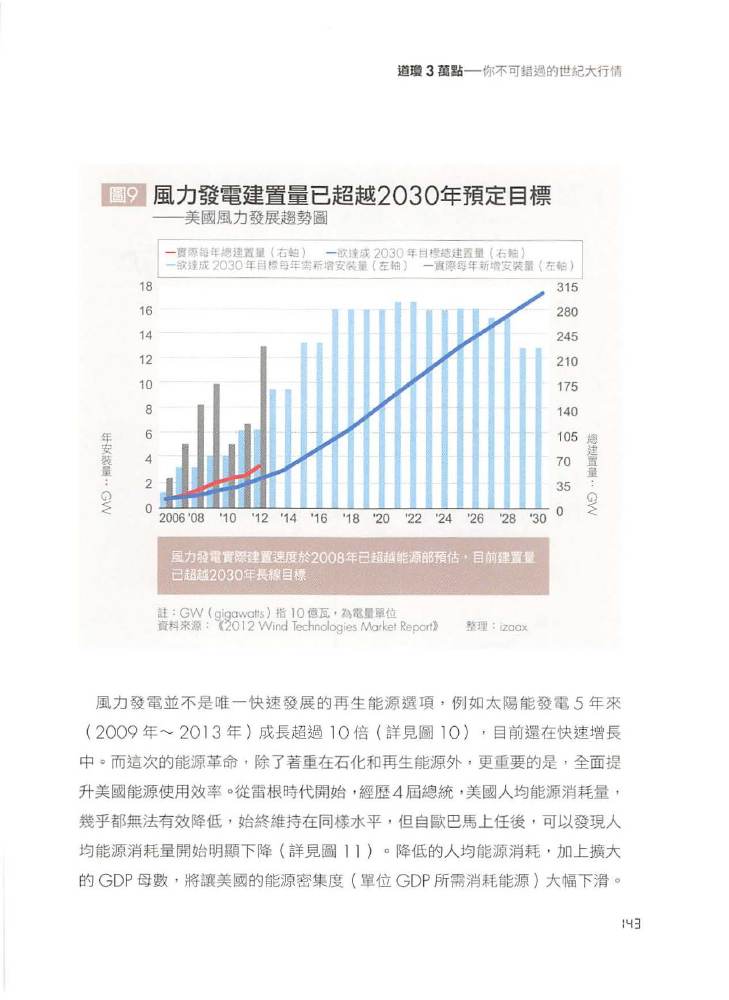 道瓊3萬點──你不可錯過的世紀大行情
圖9 風力發電建置量已超越2030年預定目標
──美國風力發展趨勢圖
─實際每年總建置量（右軸） ─欲達成 2030 年目標總建置量（右軸）
─欲達成 2030 年目標每年需新增安裝量（左軸） ─實際每年新增安裝量（左軸）
18 315
16 280
14 245
12 210
10 175
8 140
6 105
4 70
2 35
0 0
年安裝量：GW
總建置量：GW
2006 '08 '10 '12 '14 '16 '18 '20 '22 '24 '26 '28 '30
風力發電實際建置速度於2008年已超越能源部預估，目前建置量
已超越2030年長線目標
註：GW（gigawatts）指 10 億瓦，為電量單位
資料來源：《2012 Wind Technologies Market Report》 整理：izaax
風力發電並不是唯一快速發展的再生能源選項，例如太陽能發電 5 年來
（2009 年～ 2013 年）成長超過 10 倍（詳見圖 10），目前還在快速增長
中。而這次的能源革命，除了著重在石化和再生能源外，更重要的是，全面提
升美國能源使用效率。從雷根時代開始，經歷4屆總統，美國人均能源消耗量，
幾乎都無法有效降低，始終維持在同樣水平，但自歐巴馬上任後，可以發現人
均能源消耗量開始明顯下降（詳見圖 11）。降低的人均能源消耗，加上擴大
的 GDP 母數，將讓美國的能源密集度（單位 GDP 所需消耗能源）大幅下滑。
143